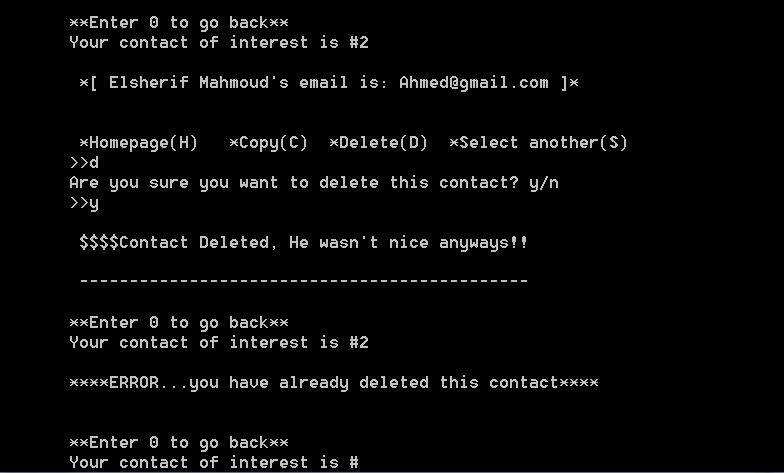 **Enter 0 to go back**
Your contact of interest is #2
*[ Elsherif Mahmoud's email is: Ahmed@gmail.com ]*
*Homepage(H) *Copy(C) *Delete(D) *Select another(S)
>>d
Are you sure you want to delete this contact? y/n
>>y
$$$$Contact Deleted, He wasn't nice anyways!!
---------------------------------------------
**Enter 0 to go back**
Your contact of interest is #2
****ERROR...you have already deleted this contact****
**Enter 0 to go back**
Your contact of interest is #